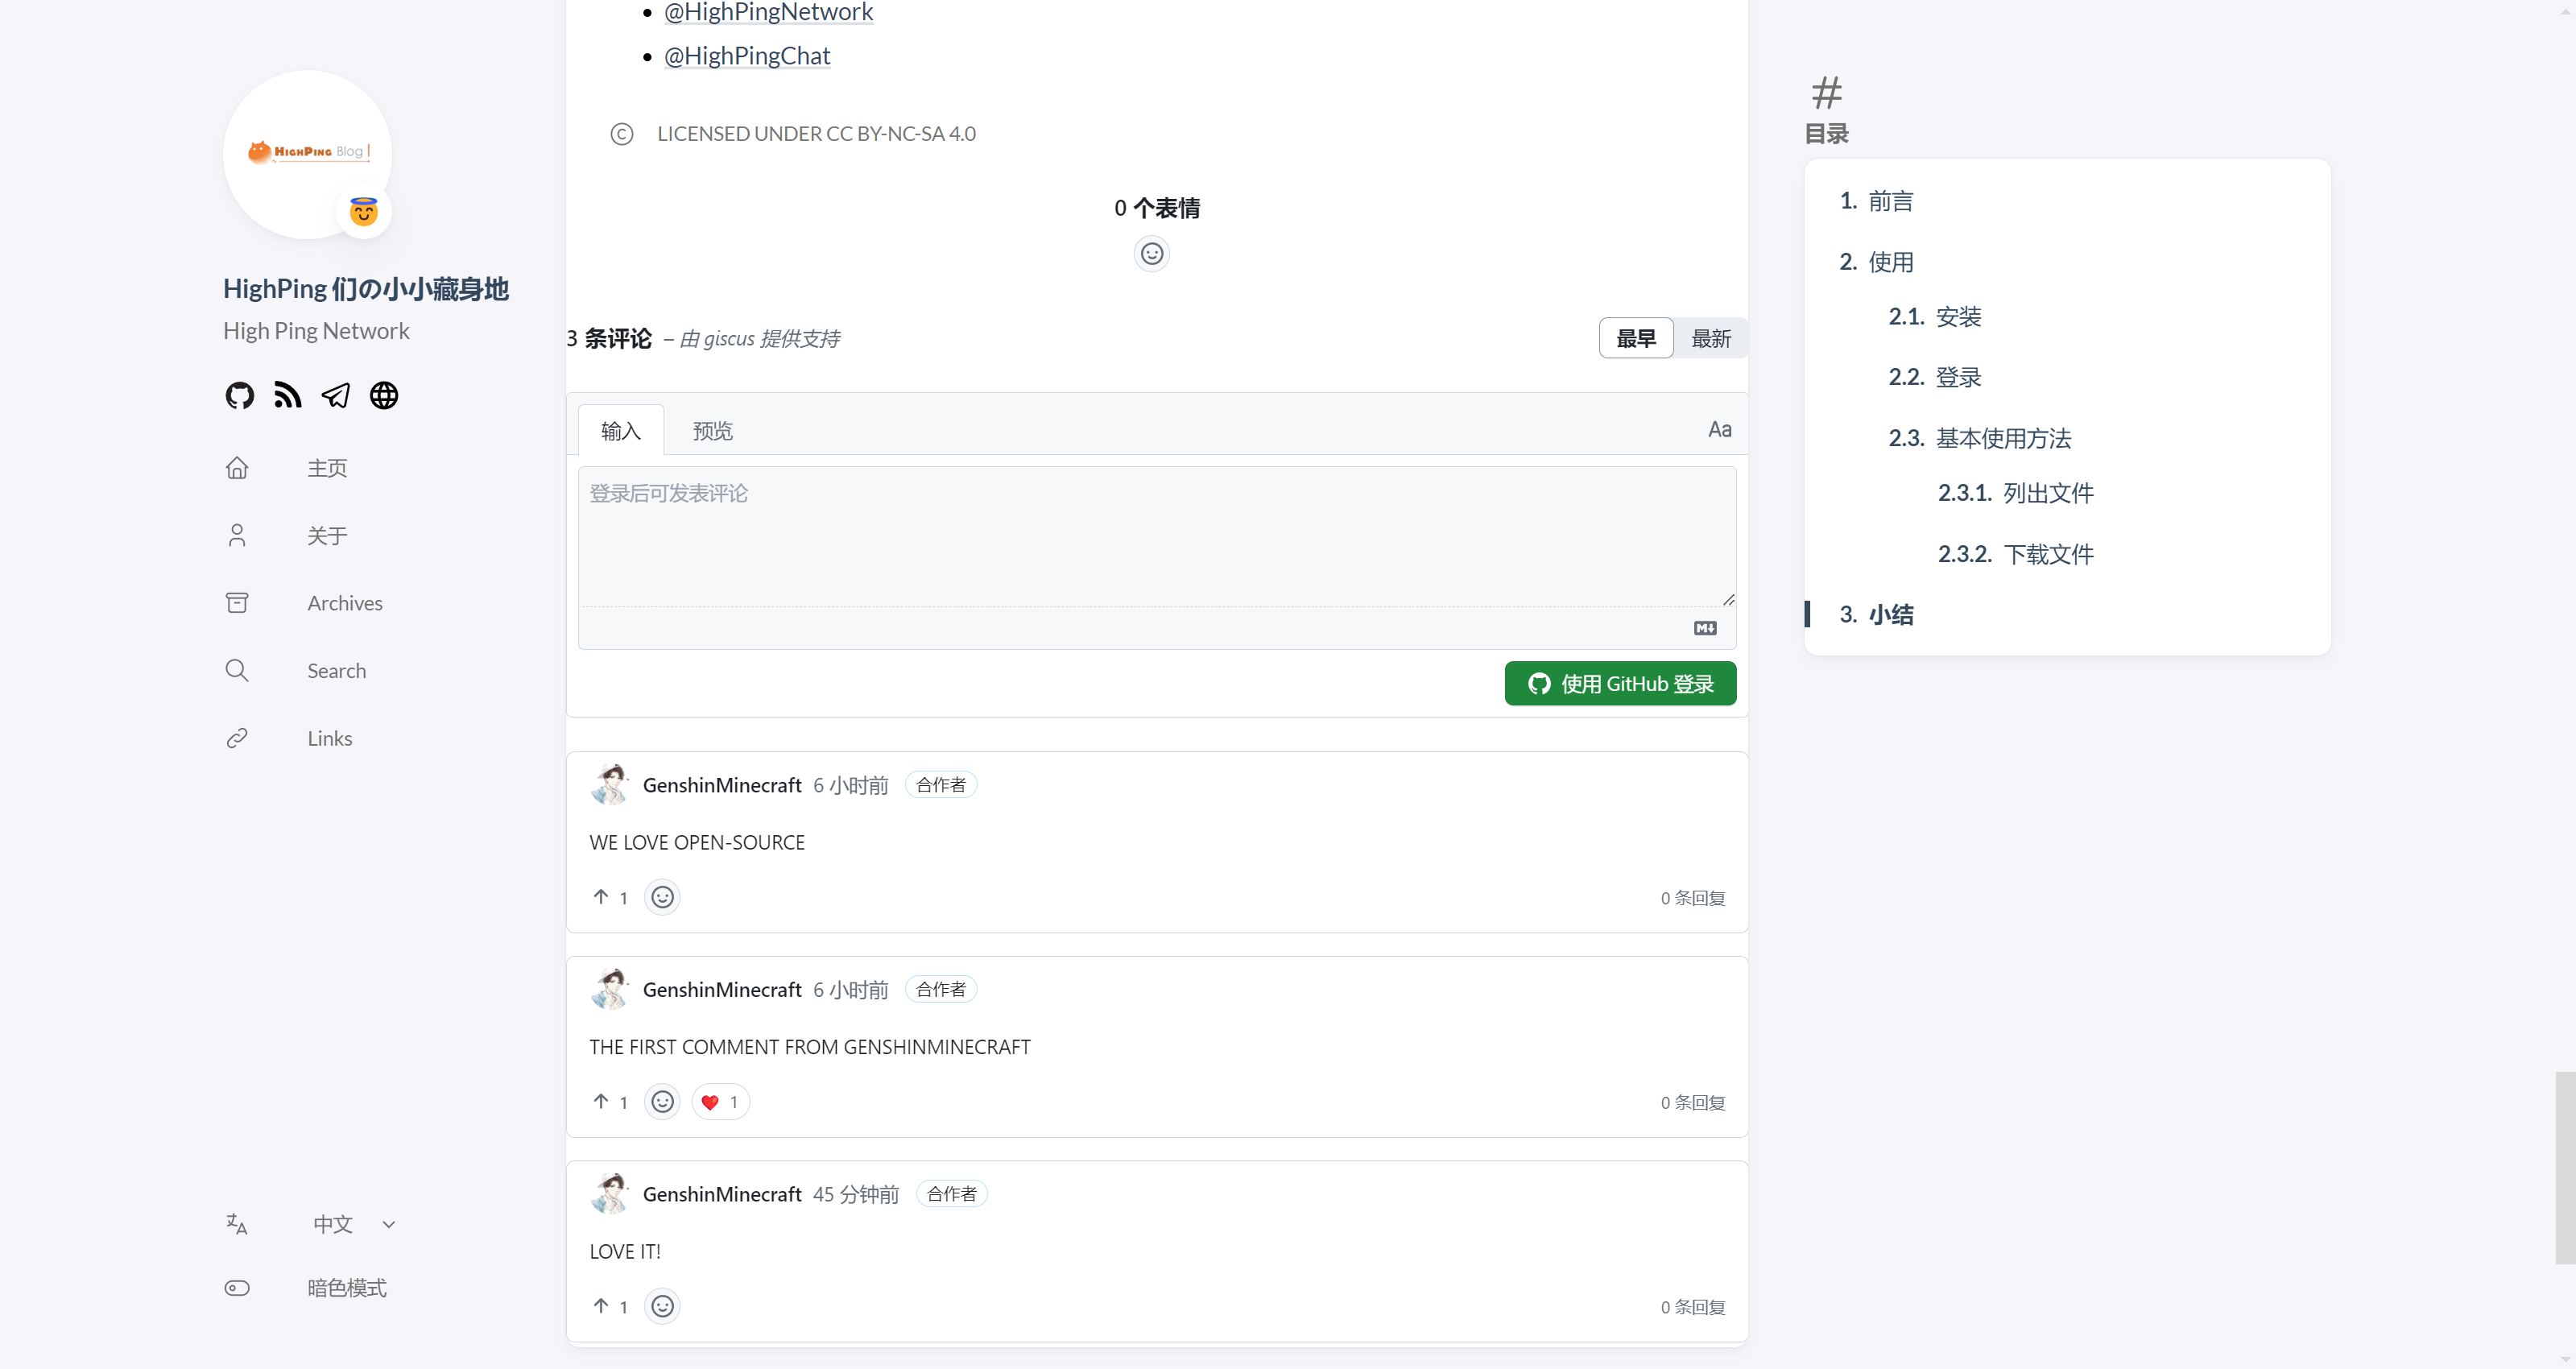 HIGHPING Blog
HighPing 们の小小藏身地
High Ping Network
主页
关于
Archives
Search
Links
中文
暗色模式
@HighPingNetwork
@HighPingChat
LICENSED UNDER CC BY-NC-SA 4.0
0 个表情
3 条评论 – 由 giscus 提供支持
最早 最新
输入 预览 Aa
登录后可发表评论
M↓
使用 GitHub 登录
GenshinMinecraft 6 小时前 合作者
WE LOVE OPEN-SOURCE
1 0 条回复
GenshinMinecraft 6 小时前 合作者
THE FIRST COMMENT FROM GENSHINMINECRAFT
1 1 0 条回复
GenshinMinecraft 45 分钟前 合作者
LOVE IT!
1 0 条回复
目录
1. 前言
2. 使用
2.1. 安装
2.2. 登录
2.3. 基本使用方法
2.3.1. 列出文件
2.3.2. 下载文件
3. 小结